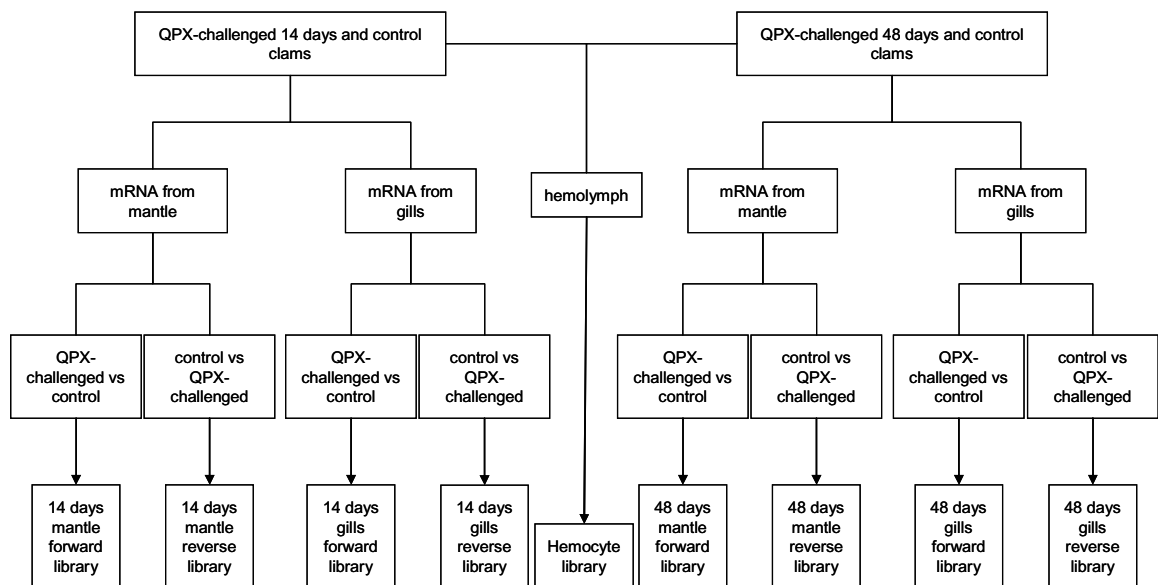 QPX-challenged 14 days and control
clams
QPX-challenged 48 days and control
clams
mRNA from
mantle
mRNA from
gills
hemolymph
mRNA from
mantle
mRNA from
gills
QPX-
challenged vs
control
control vs
QPX-
challenged
QPX-
challenged vs
control
control vs
QPX-
challenged
QPX-
challenged vs
control
control vs
QPX-
challenged
QPX-
challenged vs
control
control vs
QPX-
challenged
14 days
mantle
forward
library
14 days
mantle
reverse
library
14 days
gills
forward
library
14 days
gills
reverse
library
Hemocyte
library
48 days
mantle
forward
library
48 days
mantle
reverse
library
48 days
gills
forward
library
48 days
gills
reverse
library